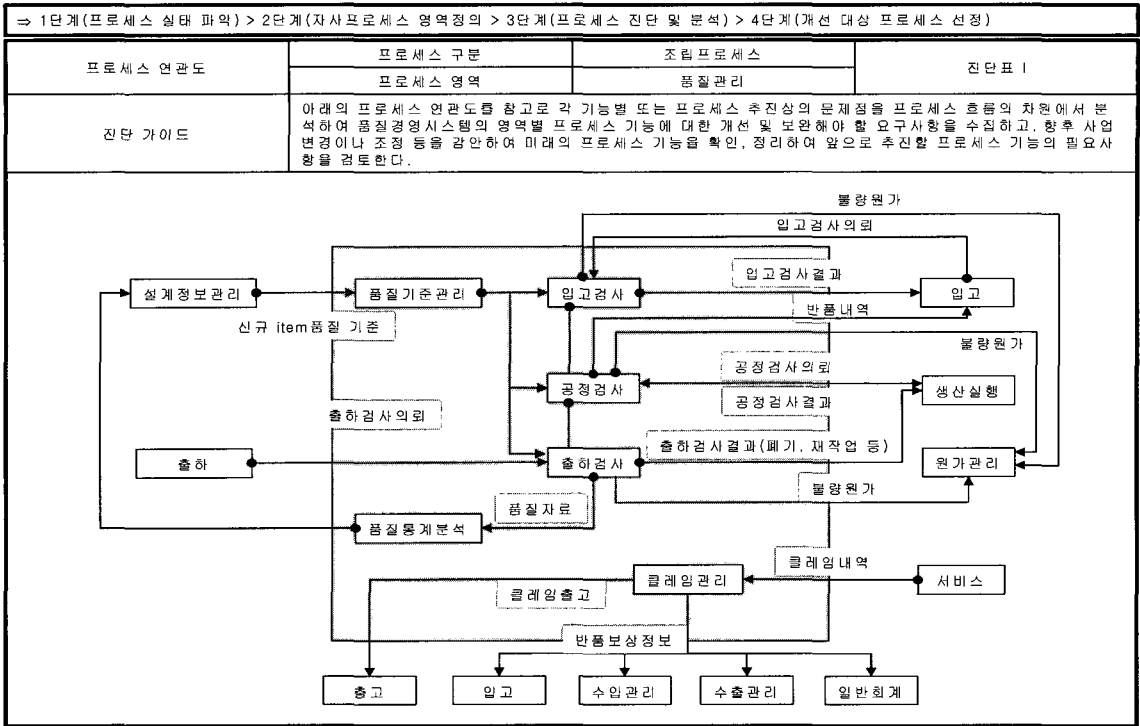 ⇒ 1단계(프로세스 실태 파악) > 2단계(자사프로세스 영역정의 > 3단계(프로세스 진단 및 분석) > 4단계(개선 대상 프로세스 선정)
프로세스 연관도
프로세스 구분
조립프로세스
진단표 I
프로세스 영역
품질관리
진단 가이드
아래의 프로세스 연관도를 참고로 각 기능별 또는 프로세스 추진상의 문제점을 프로세스 흐름의 차원에서 분
석하여 품질경영시스템의 영역별 프로세스 기능에 대한 개선 및 보완해야 할 요구사항을 수집하고, 향후 사업
변경이나 조정 등을 감안하여 미래의 프로세스 기능을 확인, 정리하여 앞으로 추진할 프로세스 기능의 필요사
항을 검토한다.
불량원가
입고검사의뢰
입고검사결과
설계정보관리
품질기준관리
입고검사
입고
반품내역
신규 item품질 기준
불량원가
공정검사의뢰
공정검사
생산실행
공정검사결과
출하검사의뢰
출하검사결과(폐기, 재작업 등)
출하
출하검사
원가관리
불량원가
품질자료
품질통계분석
클레임내역
클레임관리
서비스
클레임출고
반품보상정보
출고
입고
수입관리
수출관리
일반회계